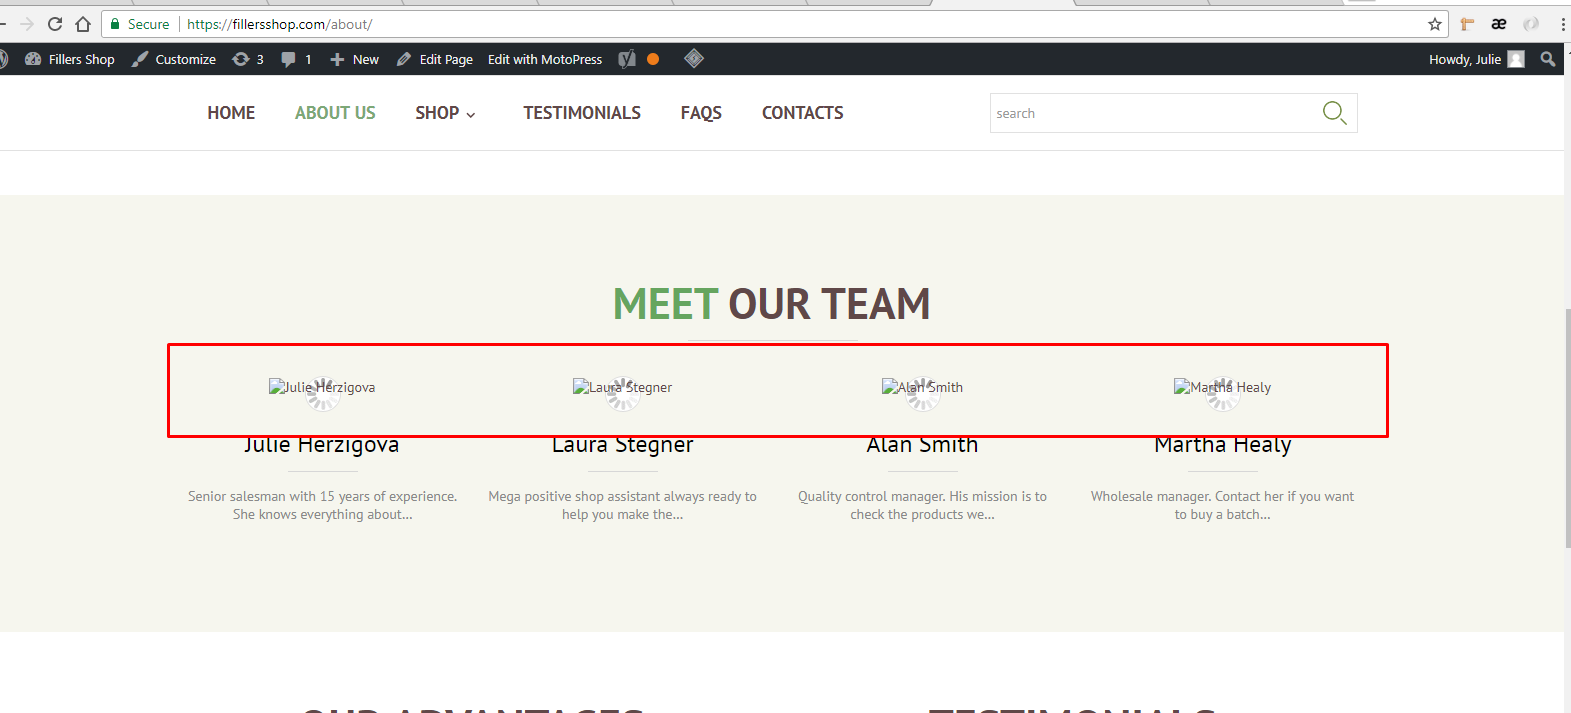 Secure https://fillersshop.com/about/
Fillers Shop Customize 3 1 New Edit Page Edit with MotoPress Howdy, Julie
HOME ABOUT US SHOP TESTIMONIALS FAQS CONTACTS search
MEET OUR TEAM
Julie Herzigova Laura Stegner Alan Smith Martha Healy
Julie Herzigova Laura Stegner Alan Smith Martha Healy
Senior salesman with 15 years of experience. Mega positive shop assistant always ready to Quality control manager. His mission is to Wholesale manager. Contact her if you want
She knows everything about... help you make the... check the products we... to buy a batch...
OUR ADVANTAGES TESTIMONIALS